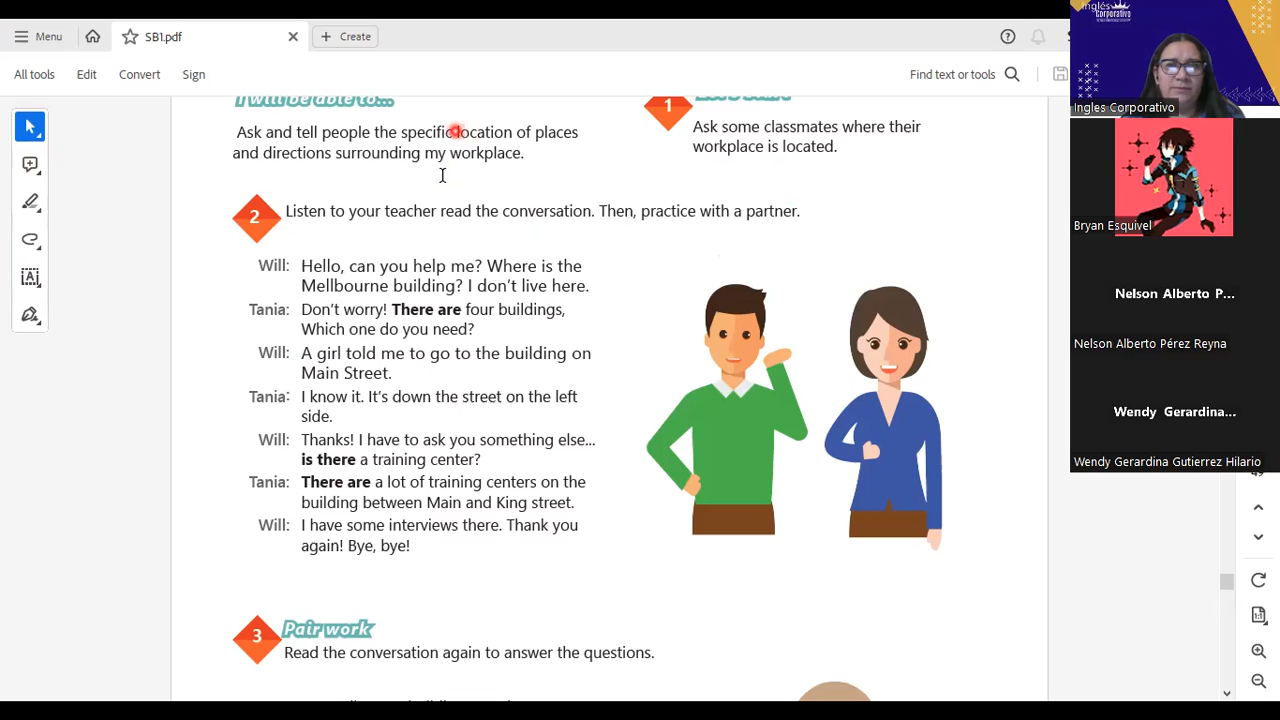 Menu
SB1.pdf
Create
All tools
Edit
Convert
Sign
Find text or tools
I will be able to...
Ask and tell people the specific location of places
and directions surrounding my workplace.
1
Ask some classmates where their
workplace is located.
2
Listen to your teacher read the conversation. Then, practice with a partner.
Will: Hello, can you help me? Where is the
Mellbourne building? I don't live here.
Tania: Don't worry! There are four buildings,
Which one do you need?
Will: A girl told me to go to the building on
Main Street.
Tania: I know it. It's down the street on the left
side.
Will: Thanks! I have to ask you something else...
is there a training center?
Tania: There are a lot of training centers on the
building between Main and King street.
Will: I have some interviews there. Thank you
again! Bye, bye!
3
Pair work
Read the conversation again to answer the questions.
Inglés
corporativo
Ingles Corporativo
Bryan Esquivel
Nelson Alberto P...
Nelson Alberto Pérez Reyna
Wendy Gerardina...
Wendy Gerardina Gutierrez Hilario